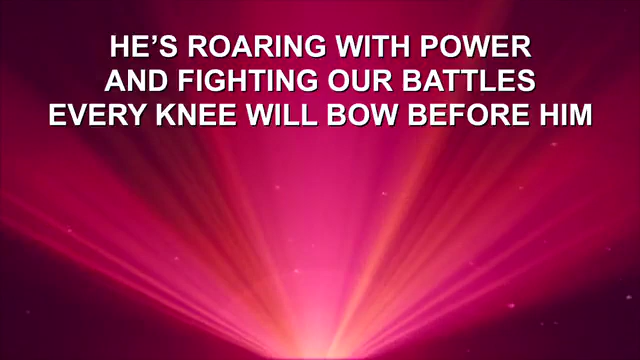 HE’S ROARING WITH POWER
AND FIGHTING OUR BATTLES
EVERY KNEE WILL BOW BEFORE HIM